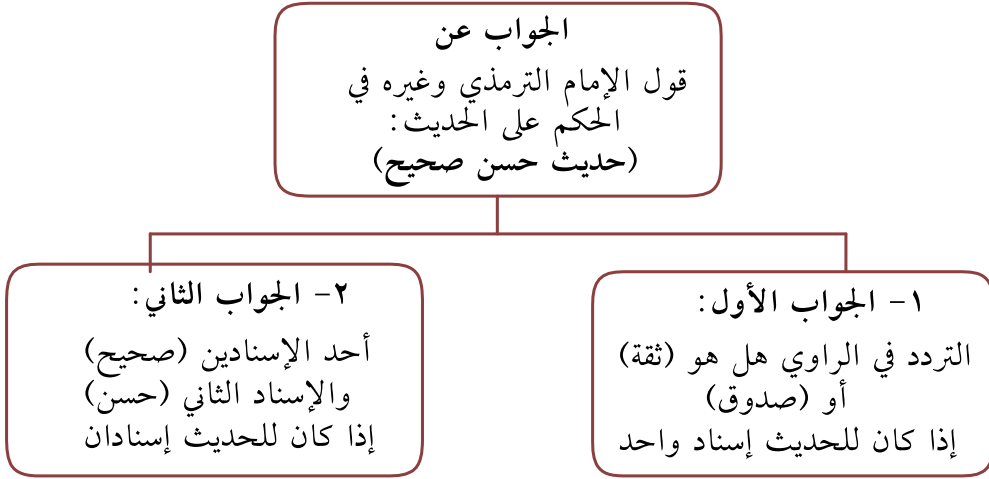 الجواب عن
قول الإمام الترمذي وغيره في
الحكم على الحديث:
(حديث حسن صحيح)
١- الجواب الأول:
التردد في الراوي هل هو (ثقة)
أو (صدوق)
إذا كان للحديث إسناد واحد
٢- الجواب الثاني:
أحد الإسنادين (صحيح)
والإسناد الثاني (حسن)
إذا كان للحديث إسنادان